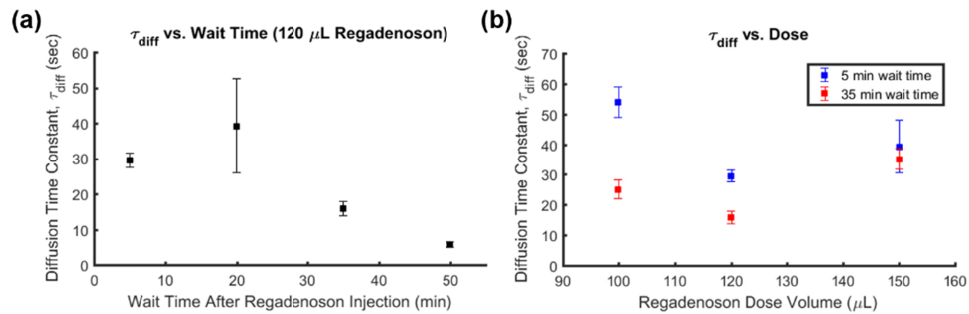 (a)
τdiff vs. Wait Time (120 μL Regadenoson)
Diffusion Time Constant, τdiff (sec)
60
50
40
30
20
10
0
0 10 20 30 40 50
Wait Time After Regadenoson Injection (min)
(b)
τdiff vs. Dose
Diffusion Time Constant, τdiff (sec)
70
60
50
40
30
20
10
0
5 min wait time
35 min wait time
90 100 110 120 130 140 150 160
Regadenoson Dose Volume (μL)